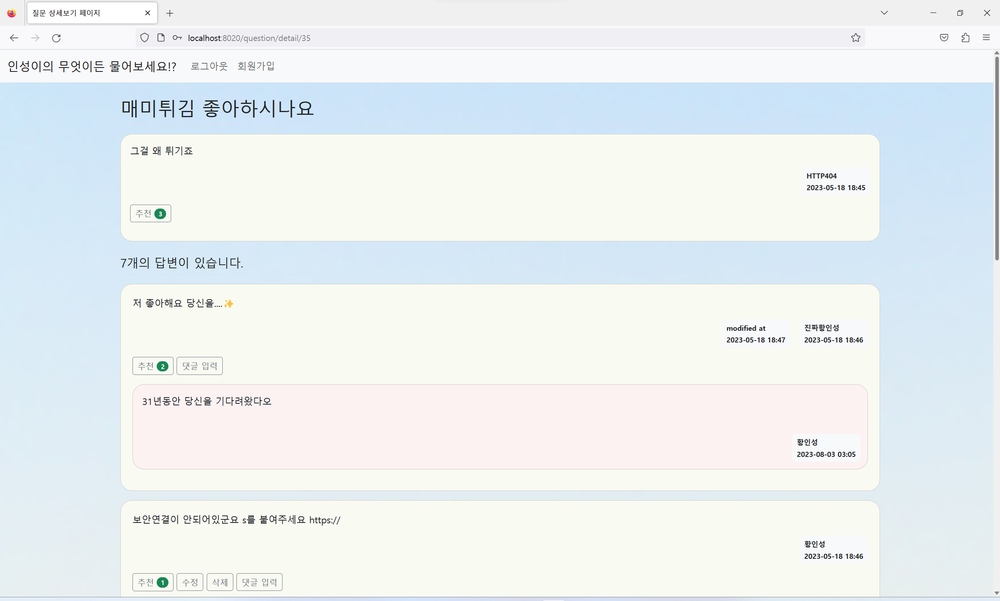 질문 상세보기 페이지
localhost:8020/question/detail/35
인성이의 무엇이든 물어보세요!? 로그아웃 회원가입
매미튀김 좋아하시나요
그걸 왜 튀기죠
HTTP404
2023-05-18 18:45
추천 3
7개의 답변이 있습니다.
저 좋아해요 당신을....✨
modified at
2023-05-18 18:47
진짜황인성
2023-05-18 18:46
추천 2 댓글 입력
31년동안 당신을 기다려왔다오
황인성
2023-08-03 03:05
보안연결이 안되어있군요 s를 붙여주세요 https://
황인성
2023-05-18 18:46
추천 1 수정 삭제 댓글 입력